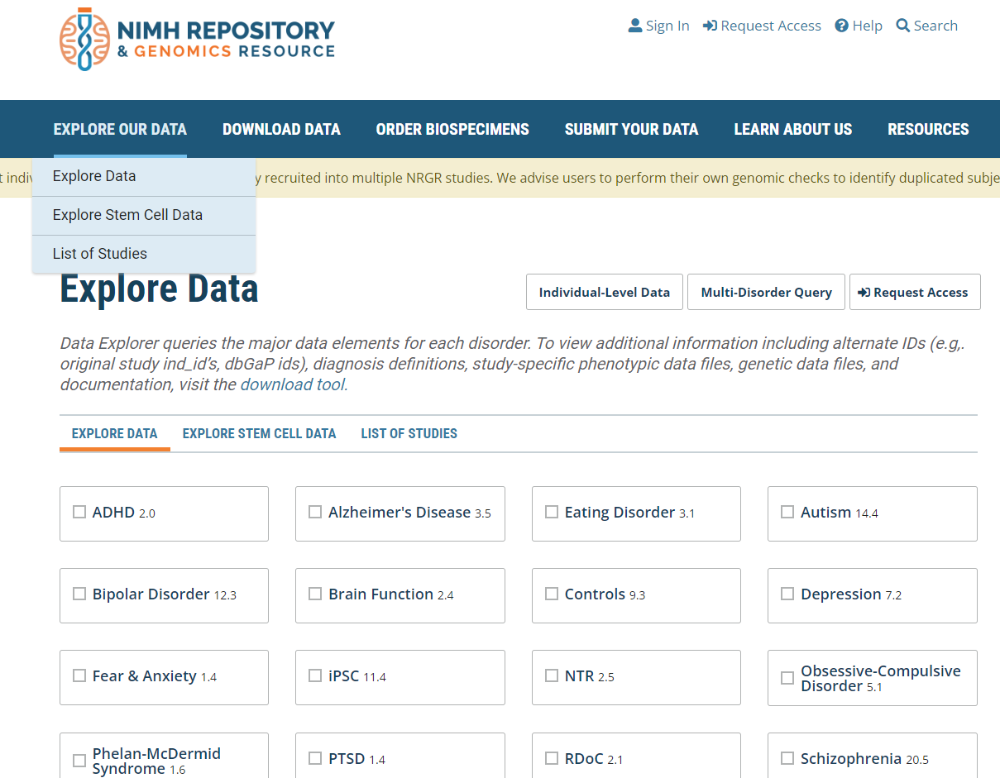 NIMH REPOSITORY
& GENOMICS RESOURCE
Sign In Request Access Help Search
EXPLORE OUR DATA DOWNLOAD DATA ORDER BIOSPECIMENS SUBMIT YOUR DATA LEARN ABOUT US RESOURCES
Explore Data
Explore Stem Cell Data
List of Studies
recruited into multiple NRGR studies. We advise users to perform their own genomic checks to identify duplicated
Explore Data
Individual-Level Data Multi-Disorder Query Request Access
Data Explorer queries the major data elements for each disorder. To view additional information including alternate IDs (e.g,.
original study ind_id's, dbGaP ids), diagnosis definitions, study-specific phenotypic data files, genetic data files, and
documentation, visit the download tool.
EXPLORE DATA EXPLORE STEM CELL DATA LIST OF STUDIES
ADHD 2.0 Alzheimer's Disease 3.5 Eating Disorder 3.1 Autism 14.4
Bipolar Disorder 12.3 Brain Function 2.4 Controls 9.3 Depression 7.2
Fear & Anxiety 1.4 iPSC 11.4 NTR 2.5 Obsessive-Compulsive
Disorder 5.1
Phelan-McDermid
Syndrome 1.6 PTSD 1.4 RDoC 2.1 Schizophrenia 20.5